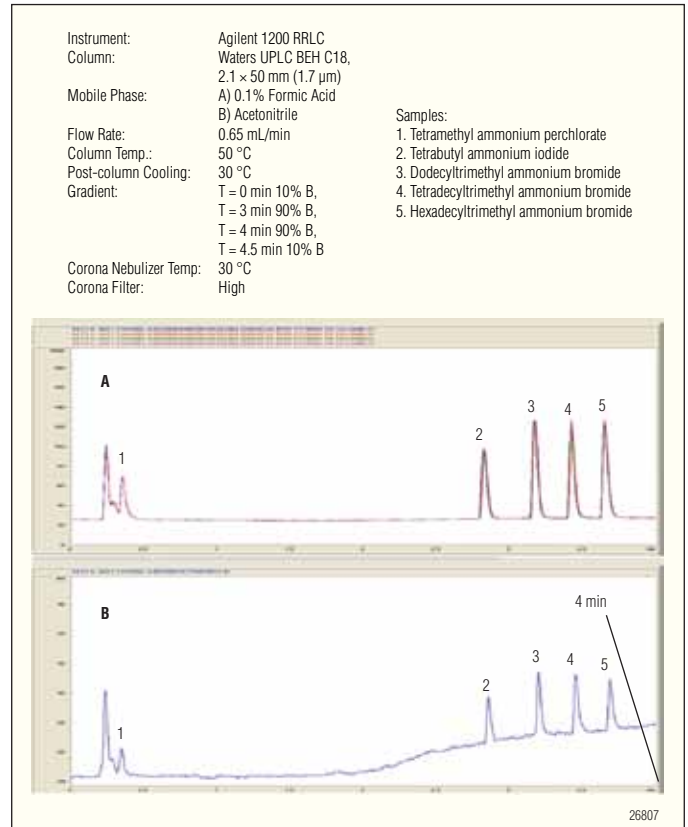 Instrument: Agilent 1200 RRLC
Column: Waters UPLC BEH C18,
2.1 × 50 mm (1.7 µm)
Mobile Phase: A) 0.1% Formic Acid
B) Acetonitrile
Flow Rate: 0.65 mL/min
Column Temp.: 50 °C
Post-column Cooling: 30 °C
Gradient: T = 0 min 10% B,
T = 3 min 90% B,
T = 4 min 90% B,
T = 4.5 min 10% B
Corona Nebulizer Temp: 30 °C
Corona Filter: High
Samples:
1. Tetramethyl ammonium perchlorate
2. Tetrabutyl ammonium iodide
3. Dodecyltrimethyl ammonium bromide
4. Tetradecyltrimethyl ammonium bromide
5. Hexadecyltrimethyl ammonium bromide
A
1
2
3
4
5
B
1
2
3
4
5
4 min
26807